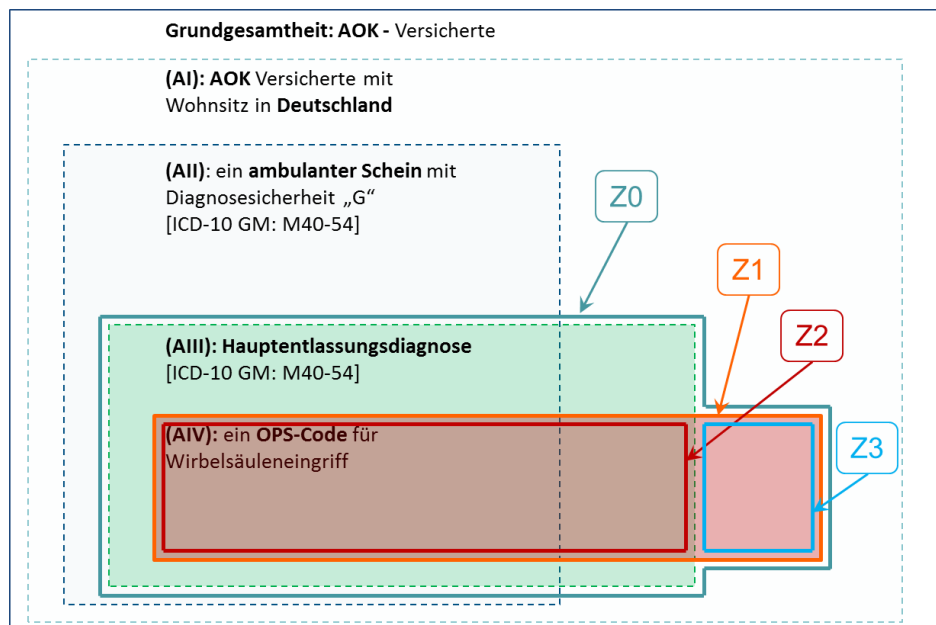 Grundgesamtheit: AOK - Versicherte
(AI): AOK Versicherte mit
Wohnsitz in Deutschland
(AII): ein ambulanter Schein mit
Diagnosesicherheit „G“
[ICD-10 GM: M40-54]
Z0
Z1
Z2
(AIII): Hauptentlassungsdiagnose
[ICD-10 GM: M40-54]
Z3
(AIV): ein OPS-Code für
Wirbelsäuleneingriff